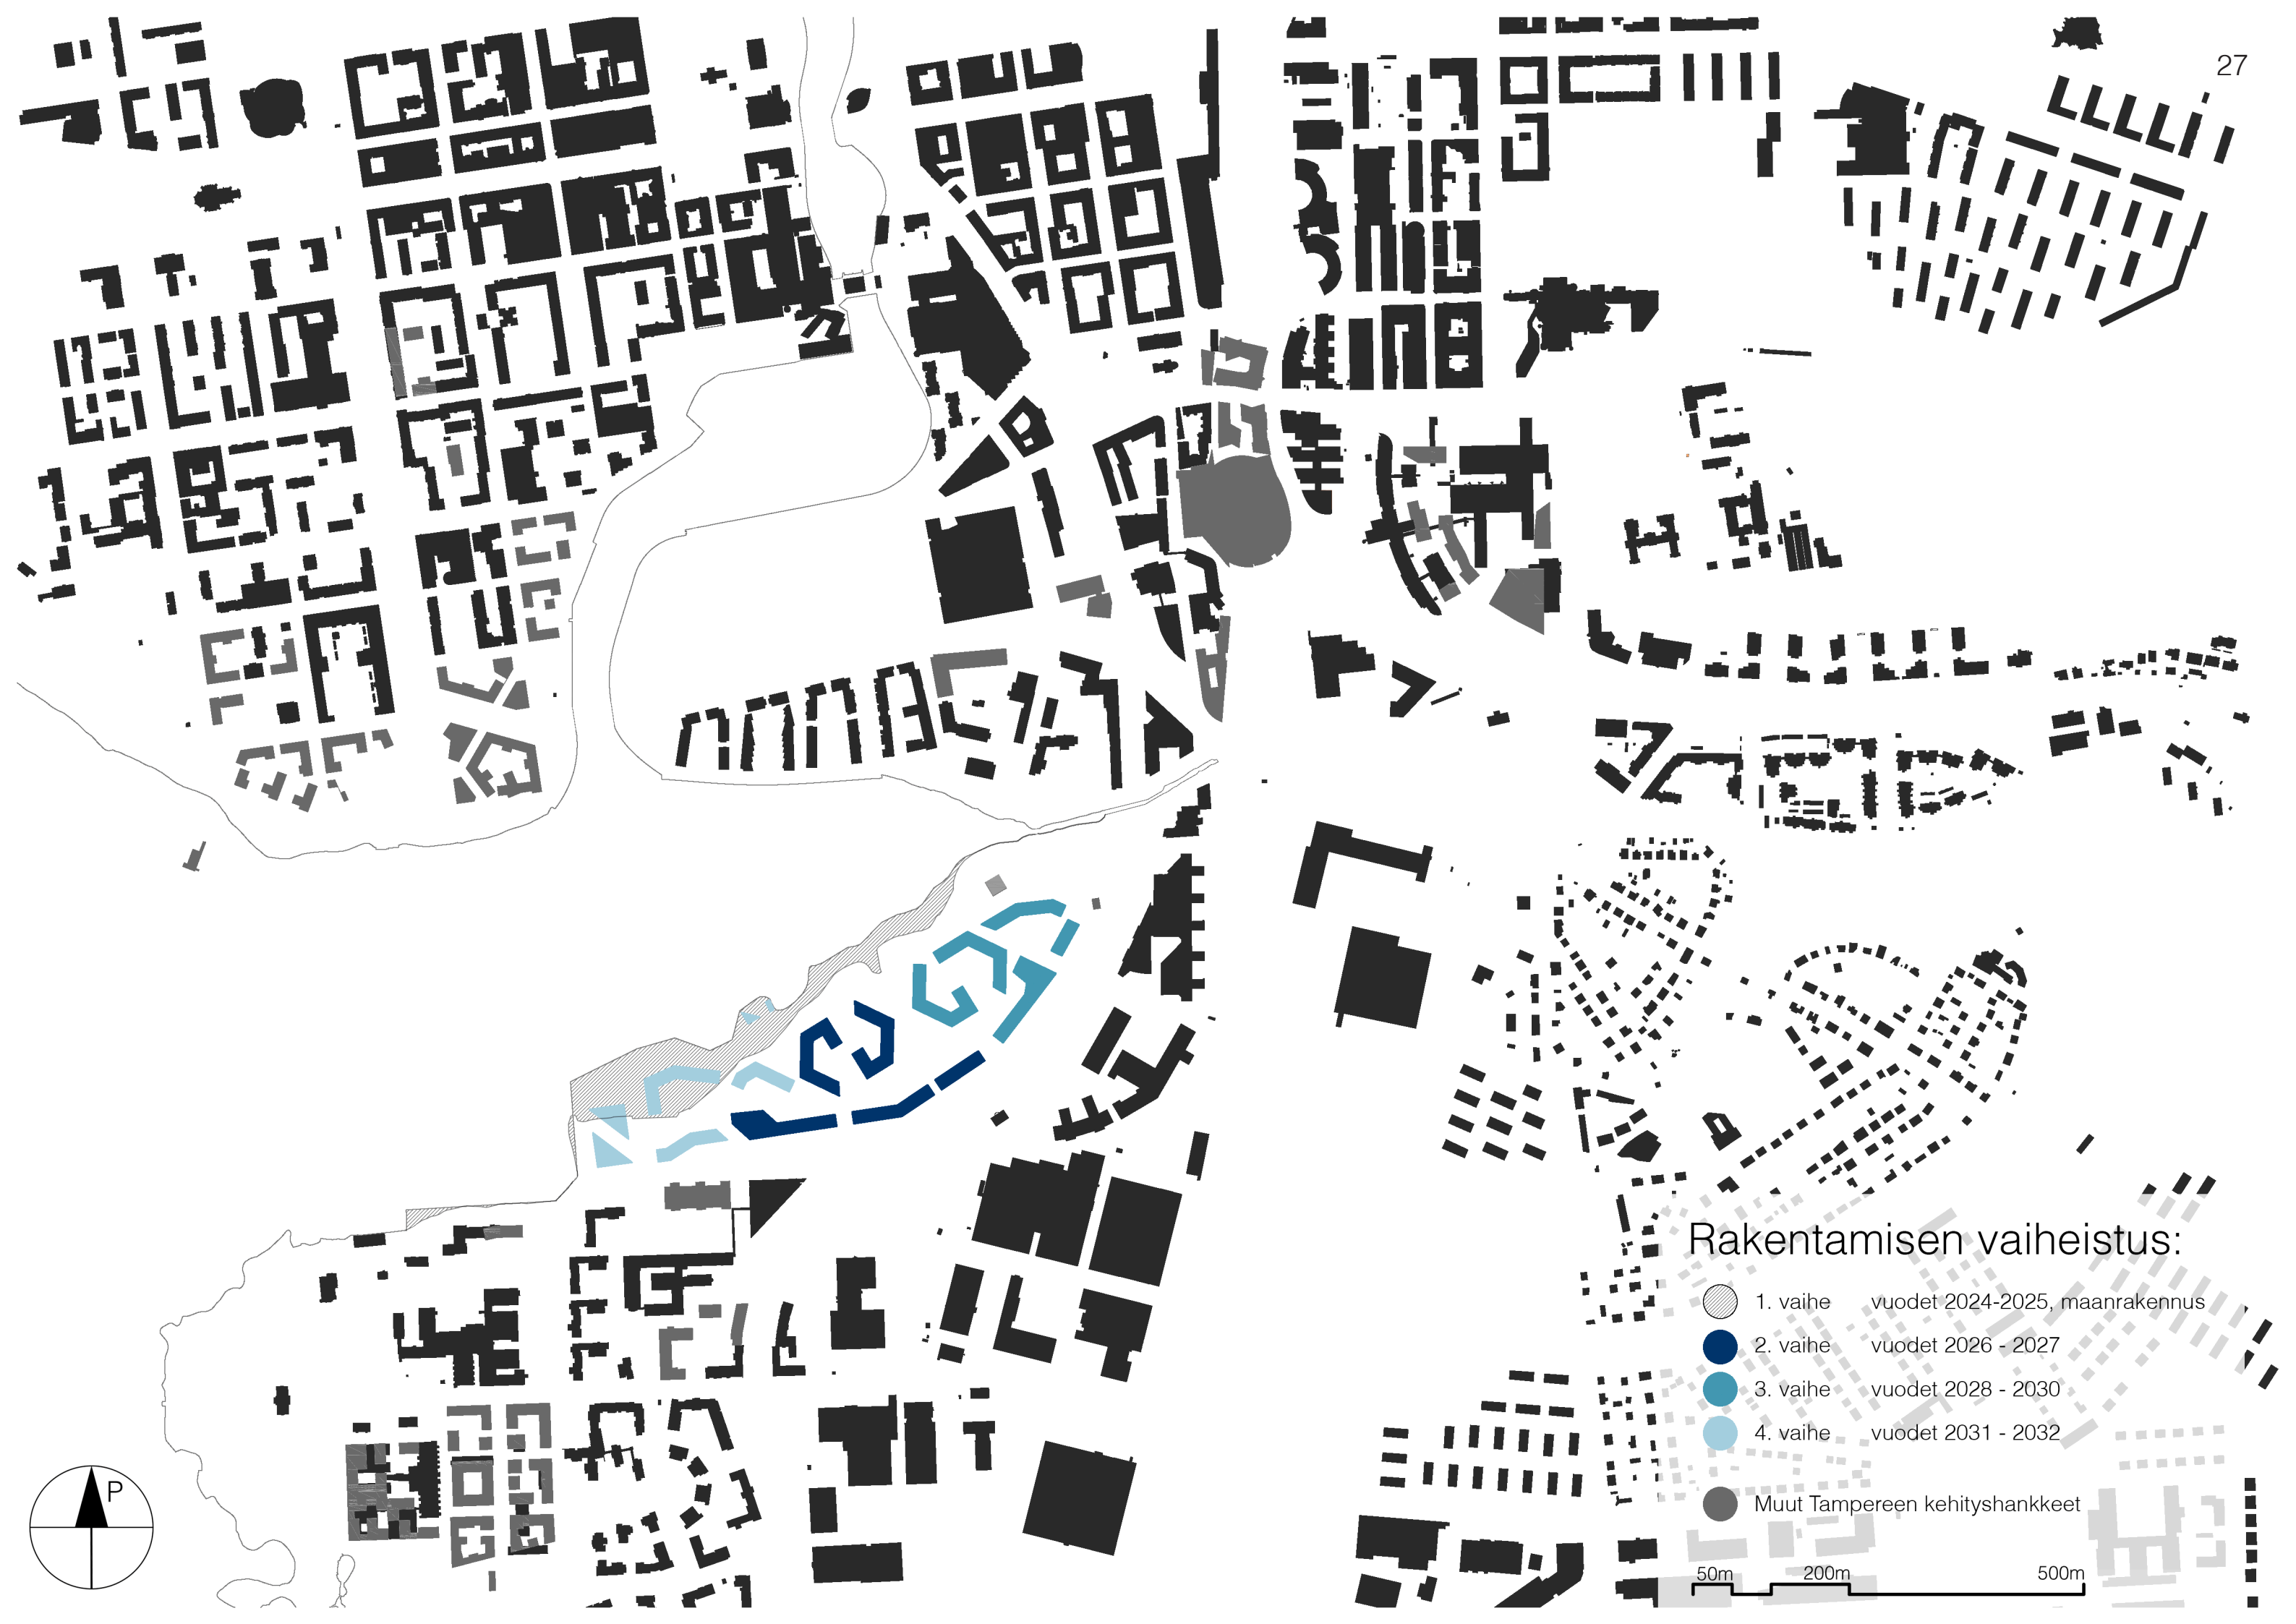 27
Rakentamisen vaiheistus:
1. vaihe vuodet 2024-2025, maanrakennus
2. vaihe vuodet 2026 - 2027
3. vaihe vuodet 2028 - 2030
4. vaihe vuodet 2031 - 2032
Muut Tampereen kehityshankkeet
P
50m 200m 500m